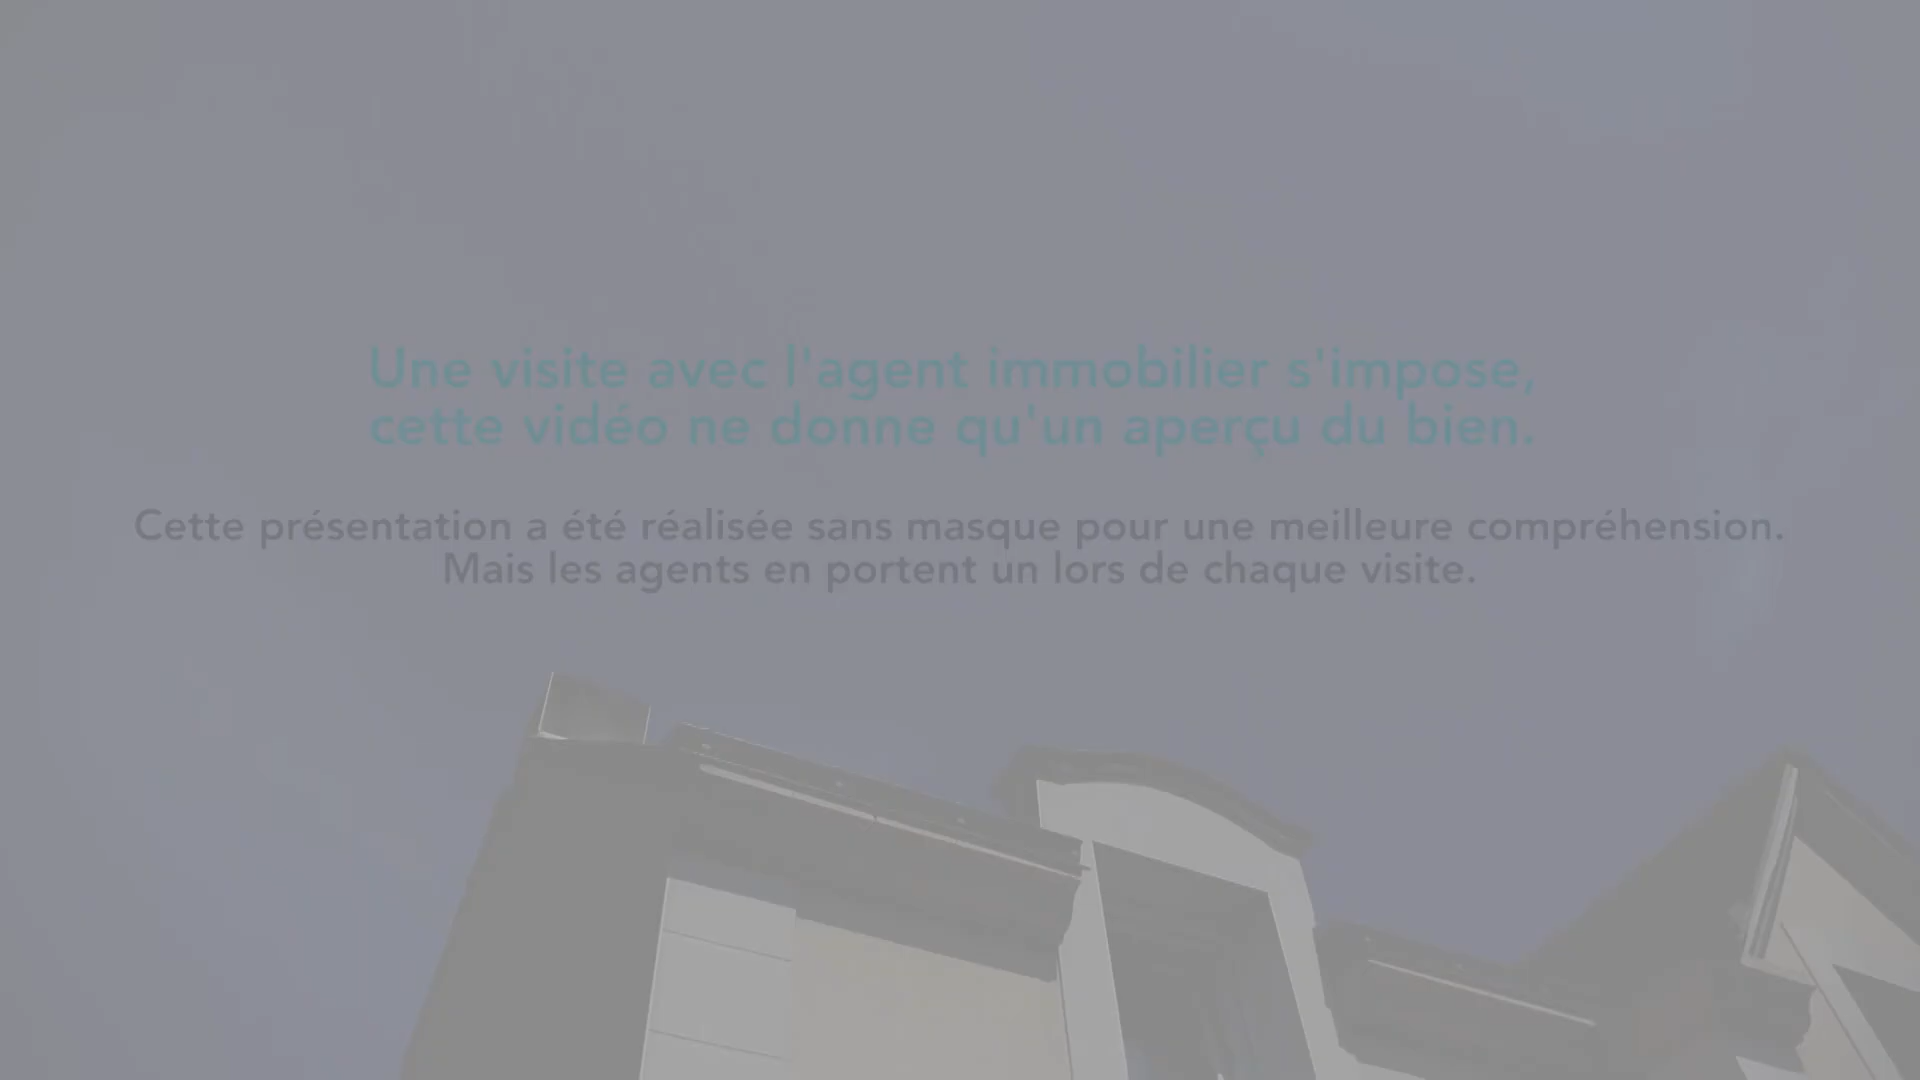 Une visite avec l'agent immobilier s'impose,
cette vidéo ne donne qu'un aperçu du bien.
Cette présentation a été réalisée sans masque pour une meilleure compréhension.
Mais les agents en portent un lors de chaque visite.